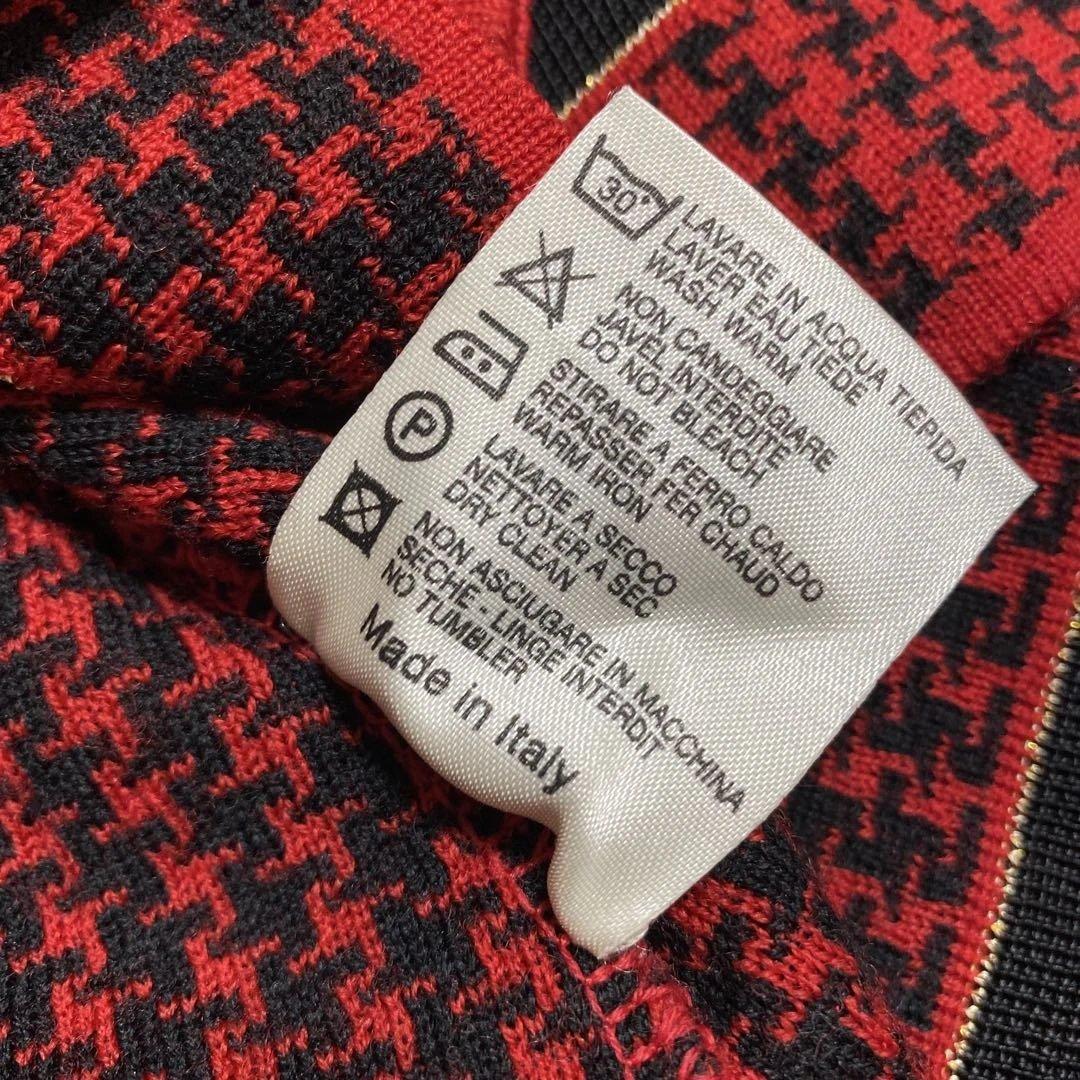 30°
LAVARE IN ACQUA TIEPIDA
LAVER EAU TIEDE
WASH WARM
NON CANDEGGIARE
JAVEL INTERDITE
DO NOT BLEACH
STIRARE A FERRO CALDO
REPASSER FER CHAUD
WARM IRON
P
LAVARE A SECCO
NETTOYER A SEC
DRY CLEAN
NON ASCIUGARE IN MACCHINA
SECHE - LINGE INTERDIT
NO TUMBLER
Made in Italy